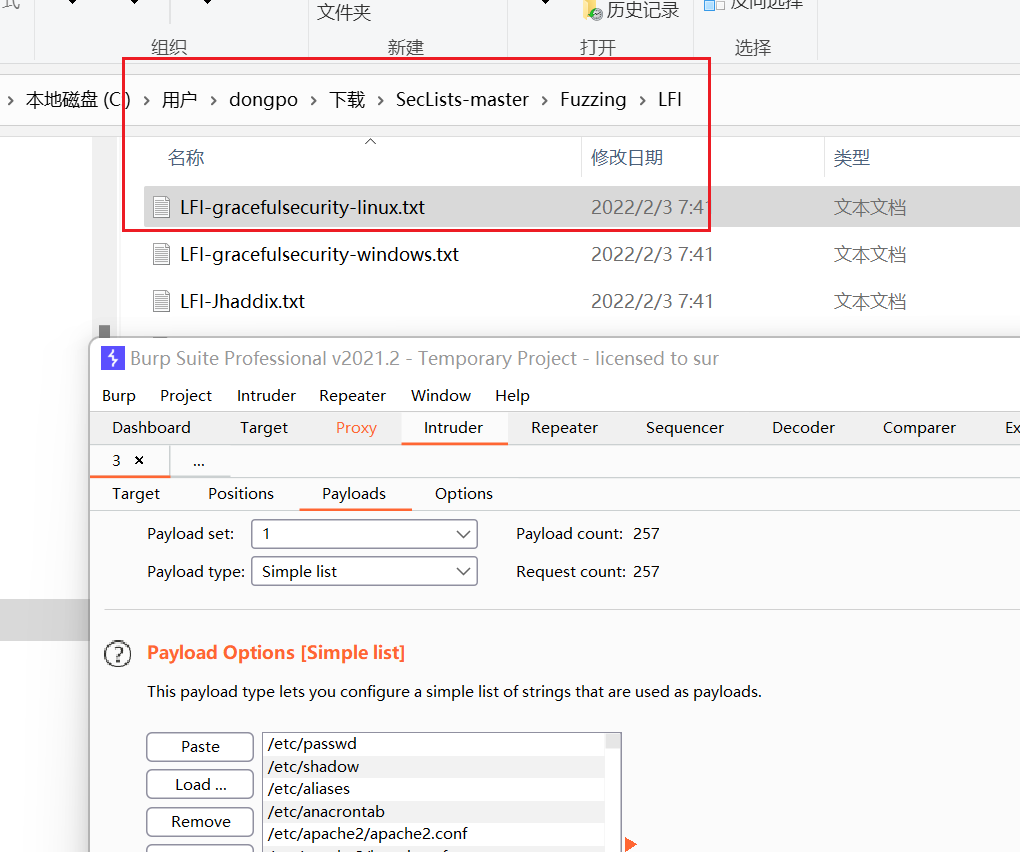 式
文件夹
历史记录
反向选择
组织
新建
打开
选择
本地磁盘 (C:) › 用户 › dongpo › 下载 › SecLists-master › Fuzzing › LFI
名称 修改日期 类型
LFI-gracefulsecurity-linux.txt 2022/2/3 7:41 文本文档
LFI-gracefulsecurity-windows.txt 2022/2/3 7:41 文本文档
LFI-Jhaddix.txt 2022/2/3 7:41 文本文档
Burp Suite Professional v2021.2 - Temporary Project - licensed to sur
Burp Project Intruder Repeater Window Help
Dashboard Target Proxy Intruder Repeater Sequencer Decoder Comparer Ex
3 × ...
Target Positions Payloads Options
Payload set: 1 Payload count: 257
Payload type: Simple list Request count: 257
? Payload Options [Simple list]
This payload type lets you configure a simple list of strings that are used as payloads.
Paste
Load ...
Remove
/etc/passwd
/etc/shadow
/etc/aliases
/etc/anacrontab
/etc/apache2/apache2.conf